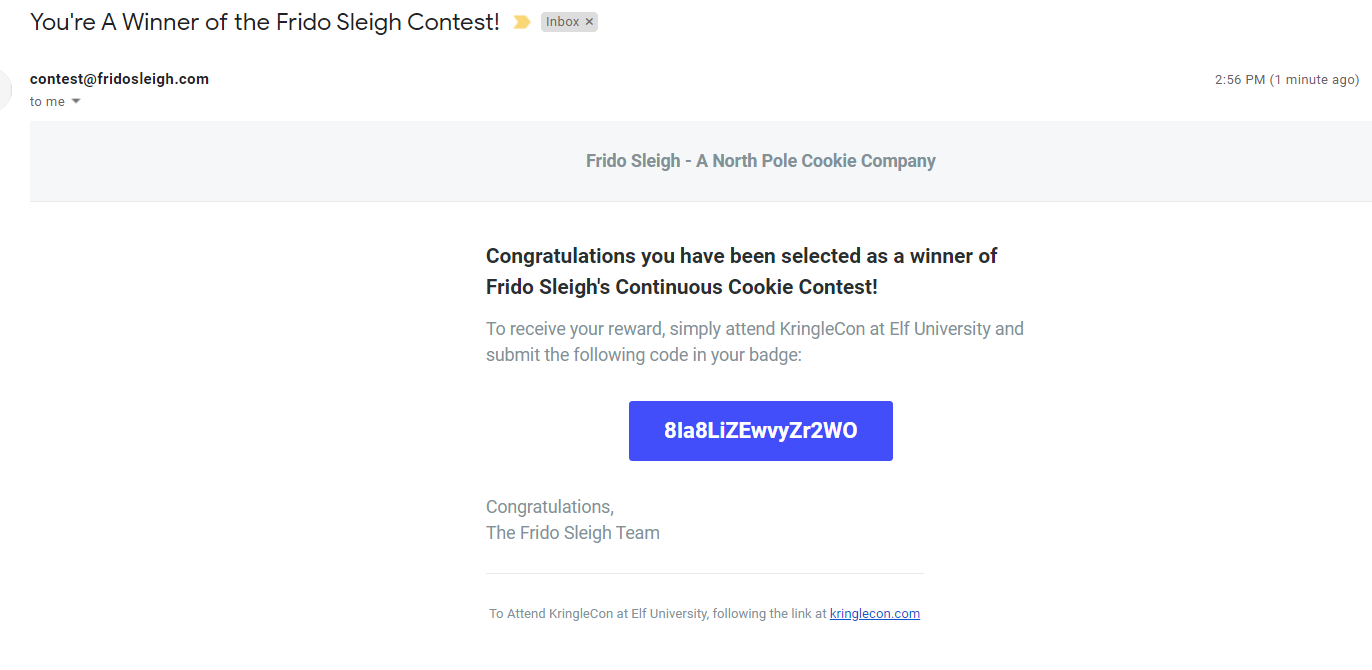 You're A Winner of the Frido Sleigh Contest! Inbox ×
contest@fridosleigh.com 2:56 PM (1 minute ago)
to me
Frido Sleigh - A North Pole Cookie Company
Congratulations you have been selected as a winner of
Frido Sleigh's Continuous Cookie Contest!
To receive your reward, simply attend KringleCon at Elf University and
submit the following code in your badge:
8Ia8LiZEwvyZr2WO
Congratulations,
The Frido Sleigh Team
To Attend KringleCon at Elf University, following the link at kringlecon.com